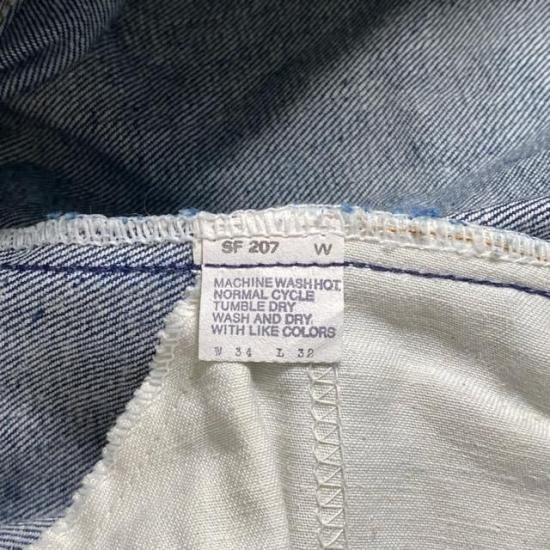 SF 207 W
MACHINE WASH HOT
NORMAL CYCLE
TUMBLE DRY
WASH AND DRY
WITH LIKE COLORS
W 34 L 32